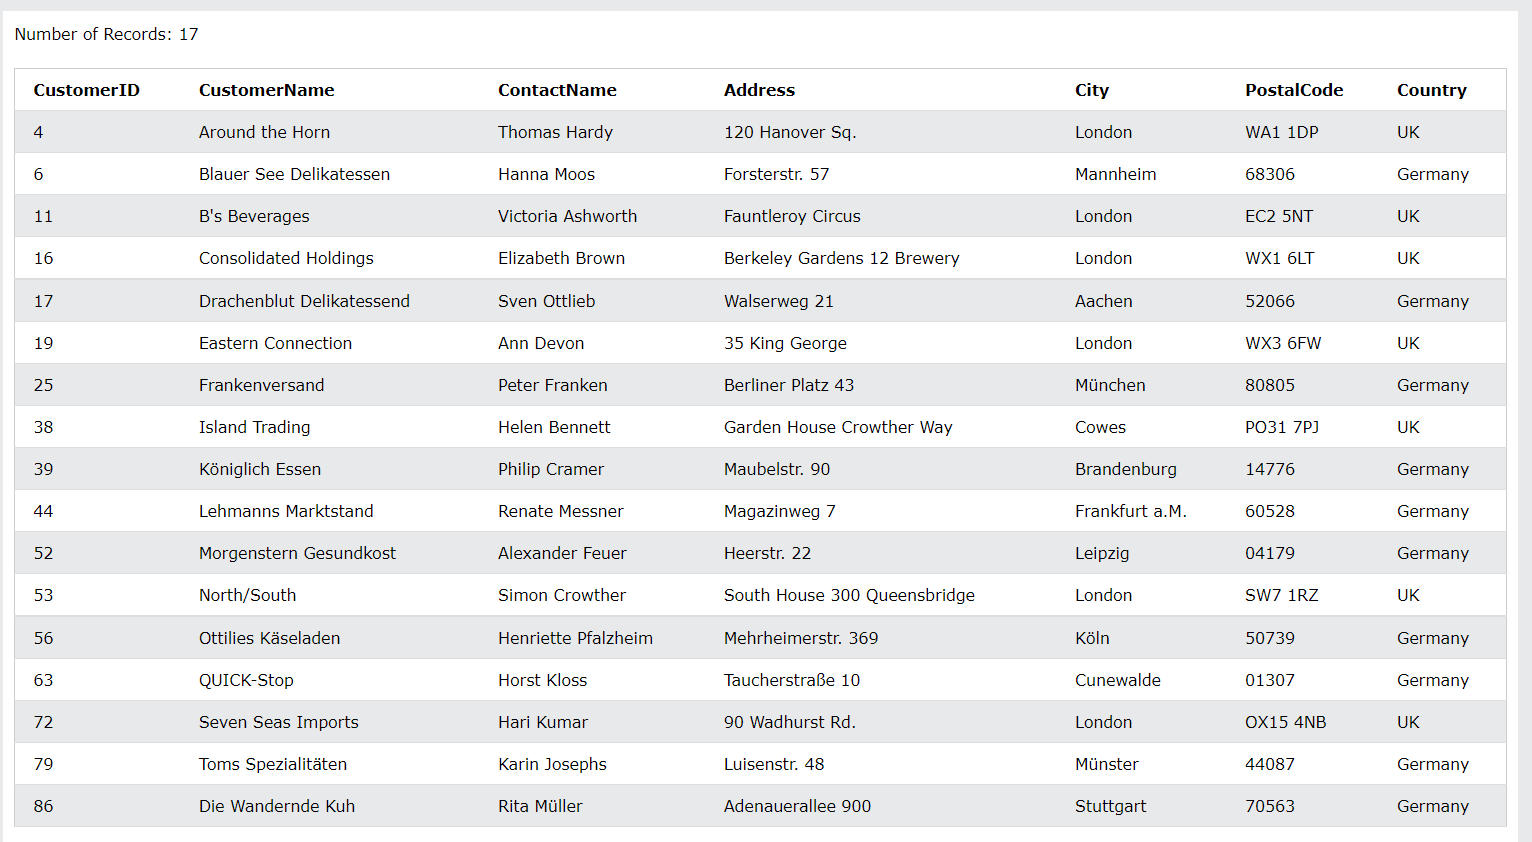 Number of Records: 17
CustomerID CustomerName ContactName Address City PostalCode Country
4 Around the Horn Thomas Hardy 120 Hanover Sq. London WA1 1DP UK
6 Blauer See Delikatessen Hanna Moos Forsterstr. 57 Mannheim 68306 Germany
11 B's Beverages Victoria Ashworth Fauntleroy Circus London EC2 5NT UK
16 Consolidated Holdings Elizabeth Brown Berkeley Gardens 12 Brewery London WX1 6LT UK
17 Drachenblut Delikatessend Sven Ottlieb Walserweg 21 Aachen 52066 Germany
19 Eastern Connection Ann Devon 35 King George London WX3 6FW UK
25 Frankenversand Peter Franken Berliner Platz 43 München 80805 Germany
38 Island Trading Helen Bennett Garden House Crowther Way Cowes PO31 7PJ UK
39 Königlich Essen Philip Cramer Maubelstr. 90 Brandenburg 14776 Germany
44 Lehmanns Marktstand Renate Messner Magazinweg 7 Frankfurt a.M. 60528 Germany
52 Morgenstern Gesundkost Alexander Feuer Heerstr. 22 Leipzig 04179 Germany
53 North/South Simon Crowther South House 300 Queensbridge London SW7 1RZ UK
56 Ottilies Käseladen Henriette Pfalzheim Mehrheimerstr. 369 Köln 50739 Germany
63 QUICK-Stop Horst Kloss Taucherstraße 10 Cunewalde 01307 Germany
72 Seven Seas Imports Hari Kumar 90 Wadhurst Rd. London OX15 4NB UK
79 Toms Spezialitäten Karin Josephs Luisenstr. 48 Münster 44087 Germany
86 Die Wandernde Kuh Rita Müller Adenauerallee 900 Stuttgart 70563 Germany